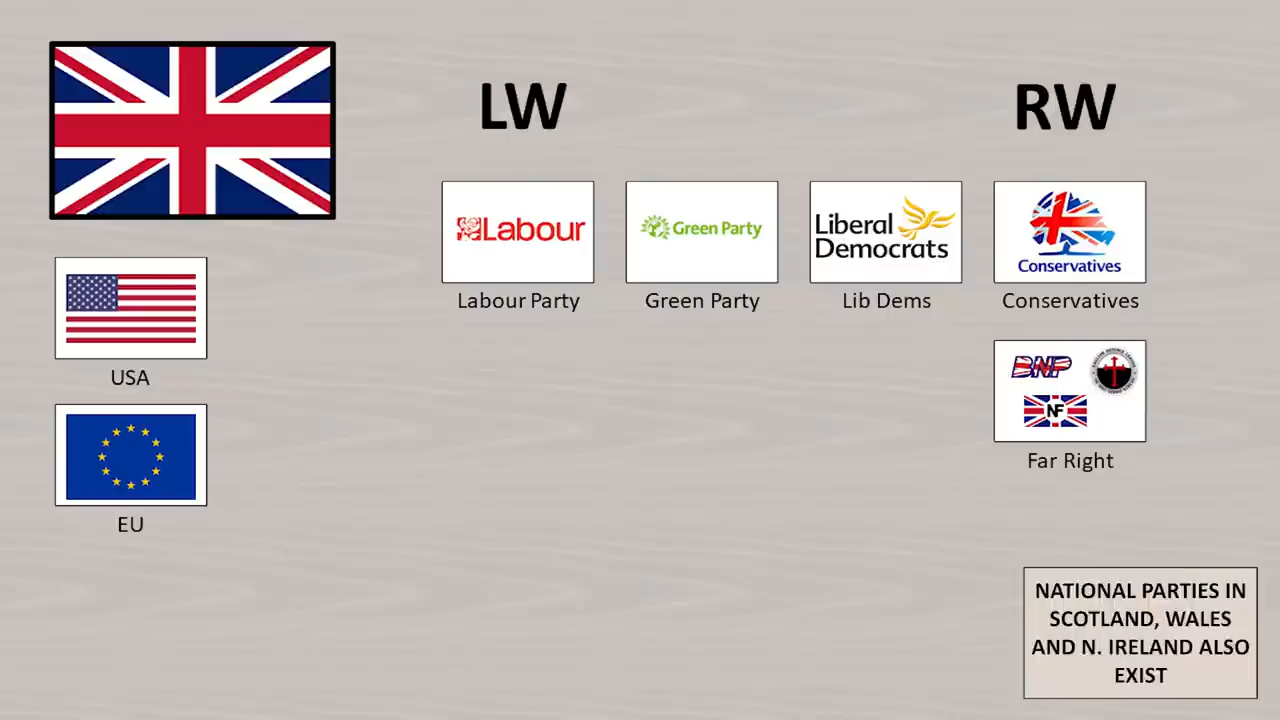 LW
RW
Labour
Green Party
Liberal
Democrats
Conservatives
Labour Party
Green Party
Lib Dems
Conservatives
USA
BNP
NF
Far Right
EU
NATIONAL PARTIES IN
SCOTLAND, WALES
AND N. IRELAND ALSO
EXIST